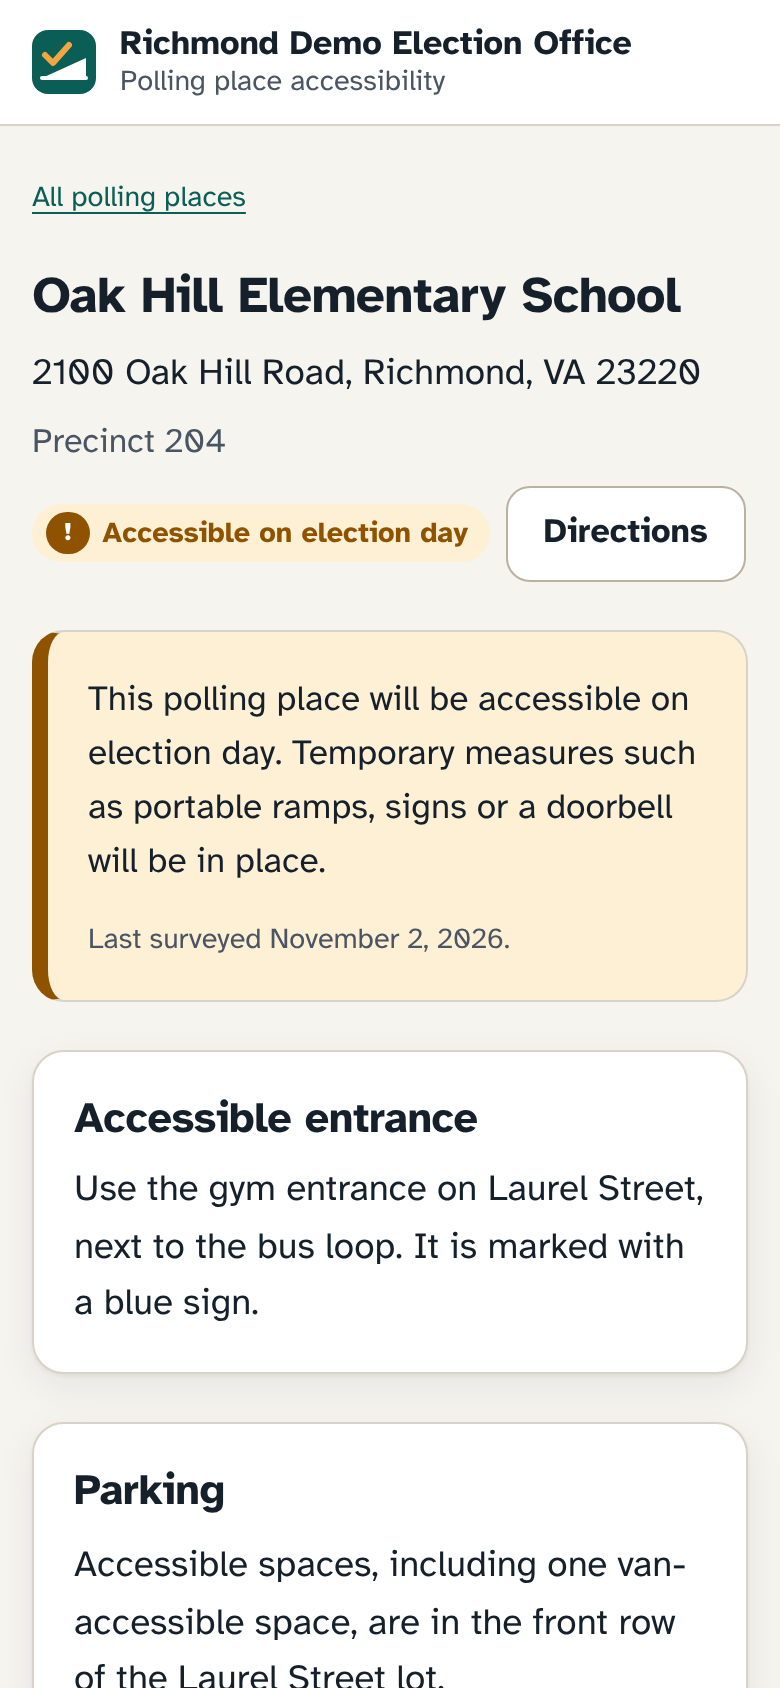 Richmond Demo Election Office
Polling place accessibility
All polling places
Oak Hill Elementary School
2100 Oak Hill Road, Richmond, VA 23220
Precinct 204
! Accessible on election day
Directions
This polling place will be accessible on
election day. Temporary measures such
as portable ramps, signs or a doorbell
will be in place.
Last surveyed November 2, 2026.
Accessible entrance
Use the gym entrance on Laurel Street,
next to the bus loop. It is marked with
a blue sign.
Parking
Accessible spaces, including one van-
accessible space, are in the front row
of the Laurel Street lot.